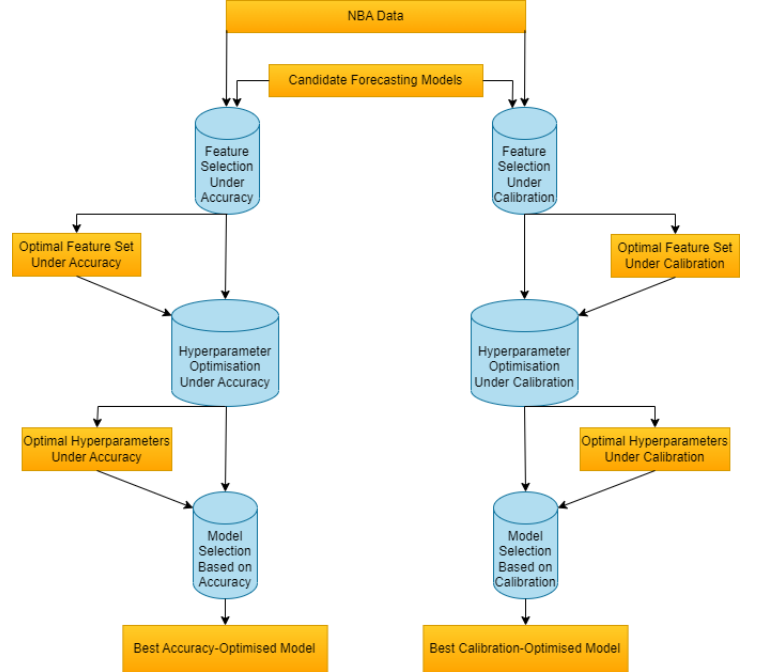 NBA Data
Candidate Forecasting Models
Feature
Selection
Under
Accuracy
Feature
Selection
Under
Calibration
Optimal Feature Set
Under Accuracy
Optimal Feature Set
Under Calibration
Hyperparameter
Optimisation
Under Accuracy
Hyperparameter
Optimisation
Under Calibration
Optimal Hyperparameters
Under Accuracy
Optimal Hyperparameters
Under Calibration
Model
Selection
Based on
Accuracy
Model
Selection
Based on
Calibration
Best Accuracy-Optimised Model
Best Calibration-Optimised Model